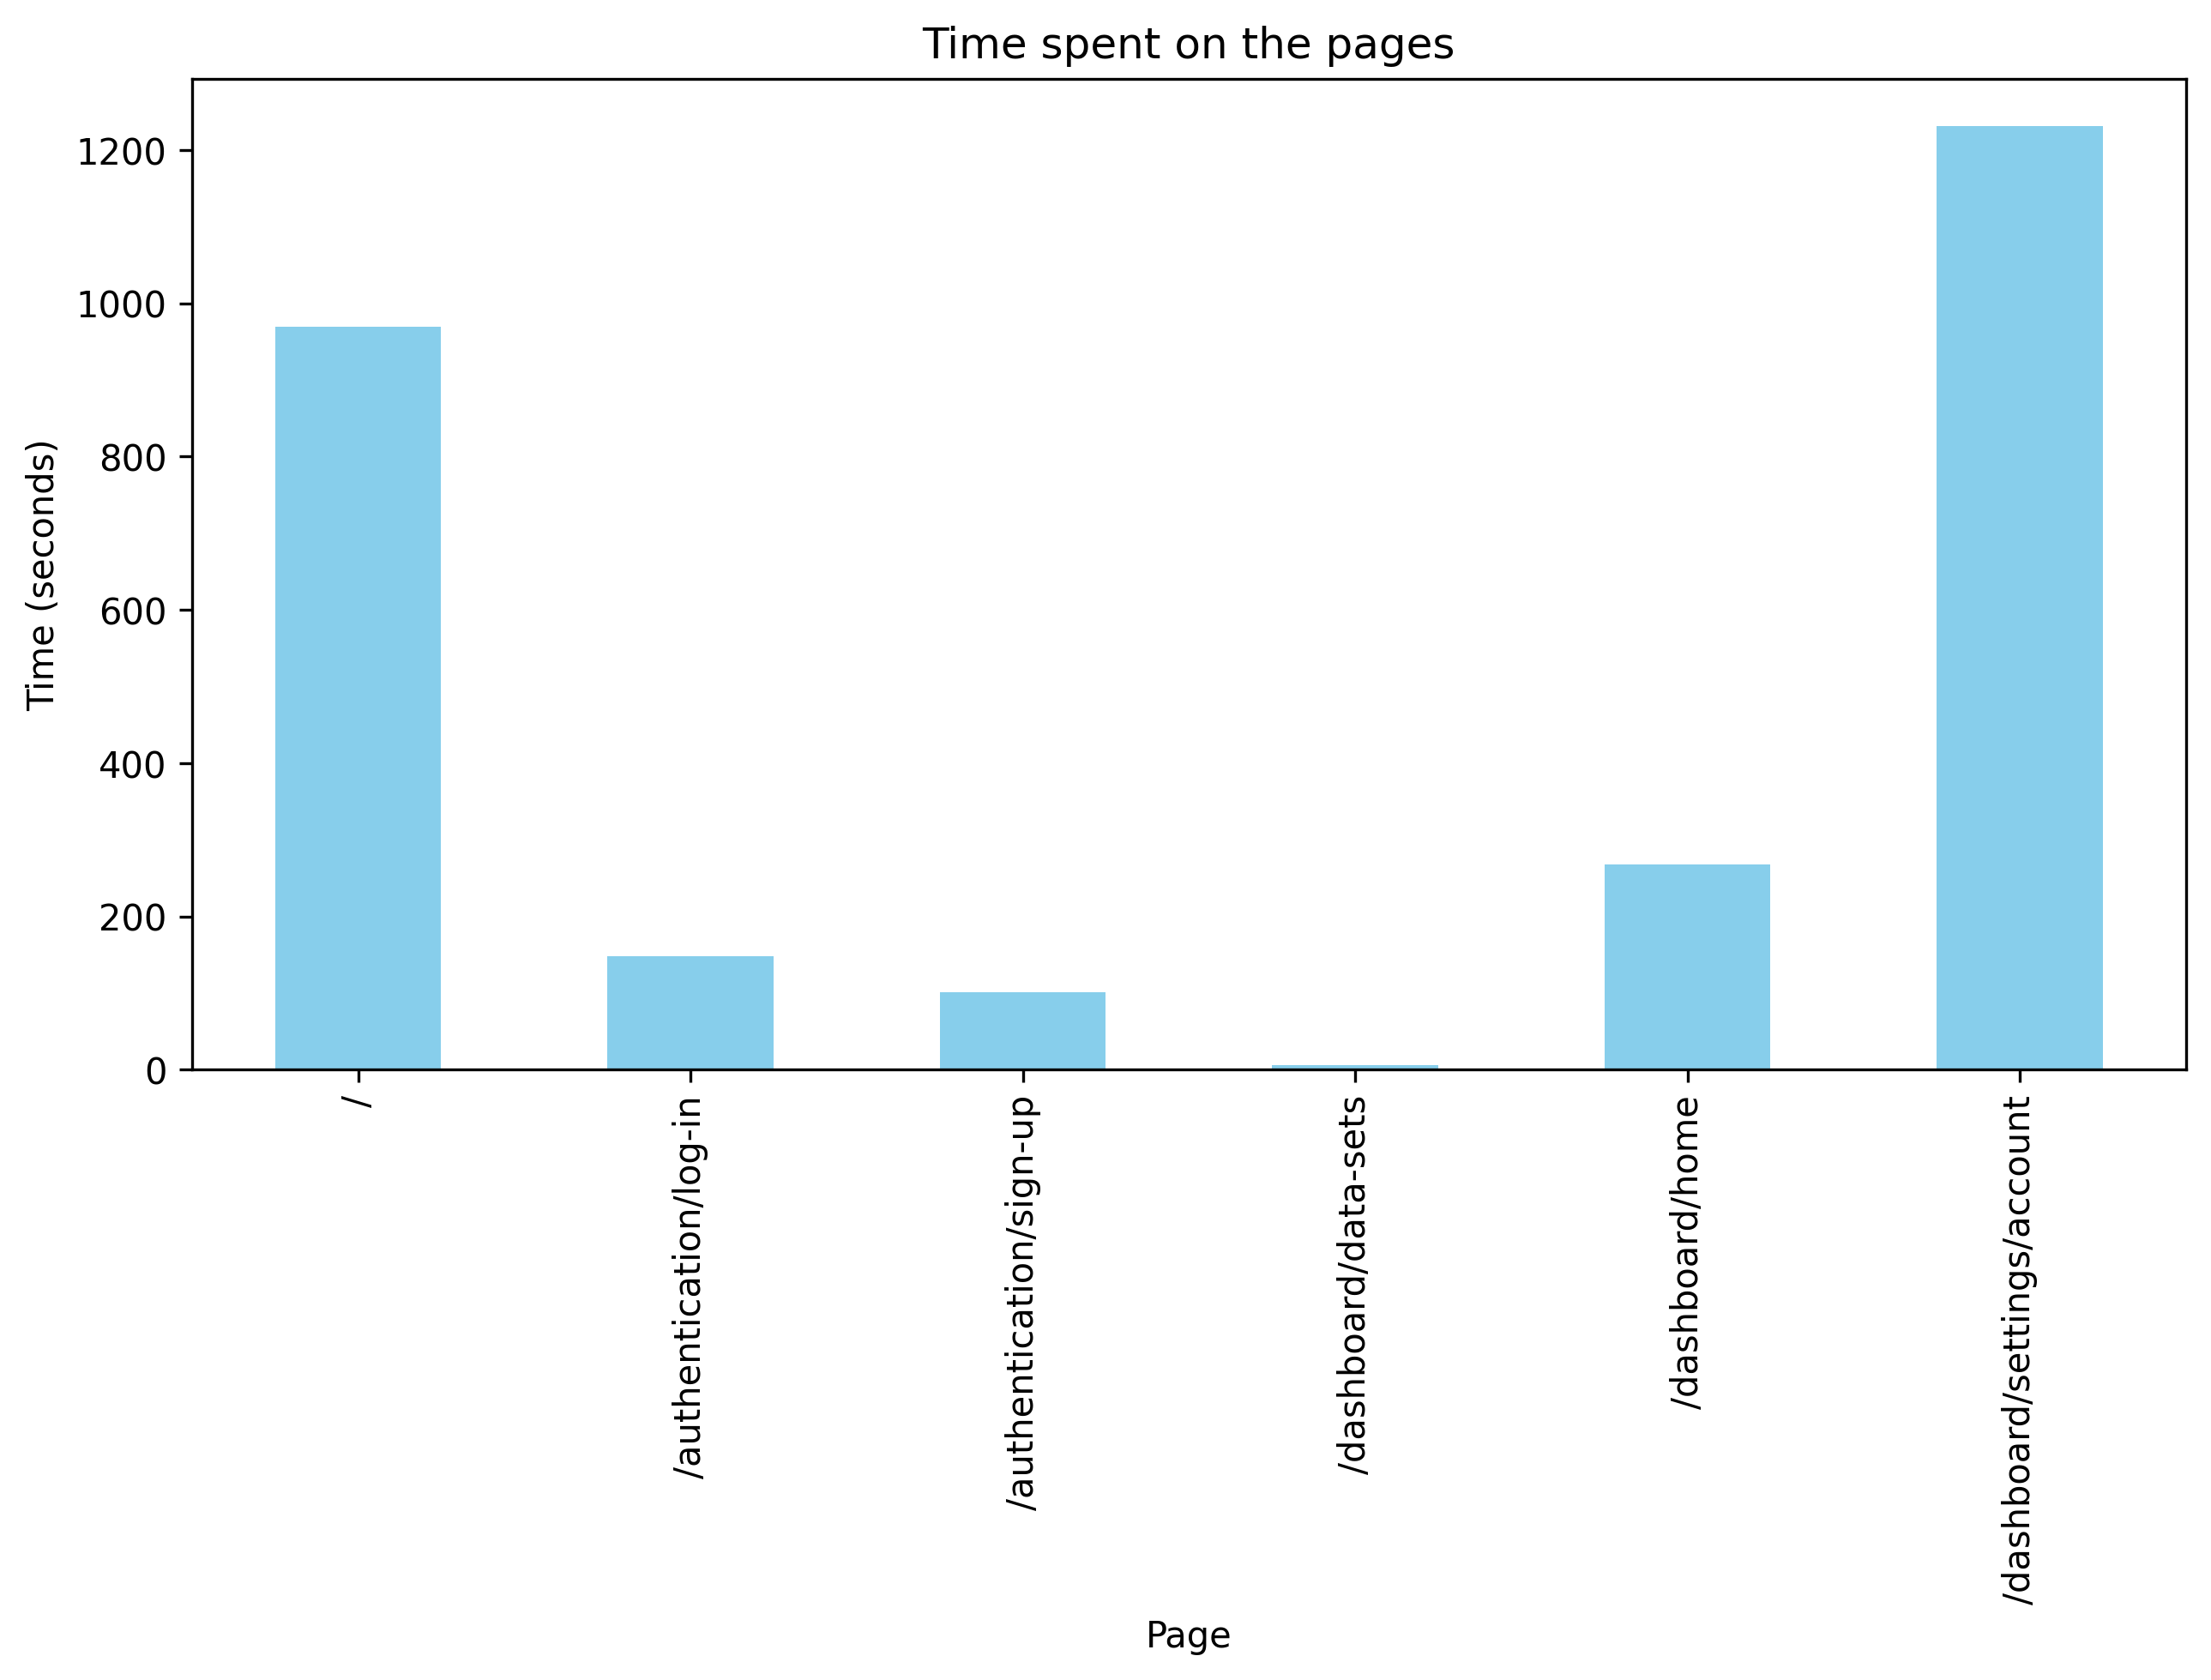 Time spent on the pages
Time (seconds)
1200
1000
800
600
400
200
0
/
/authentication/log-in
/authentication/sign-up
/dashboard/data-sets
/dashboard/home
/dashboard/settings/account
Page